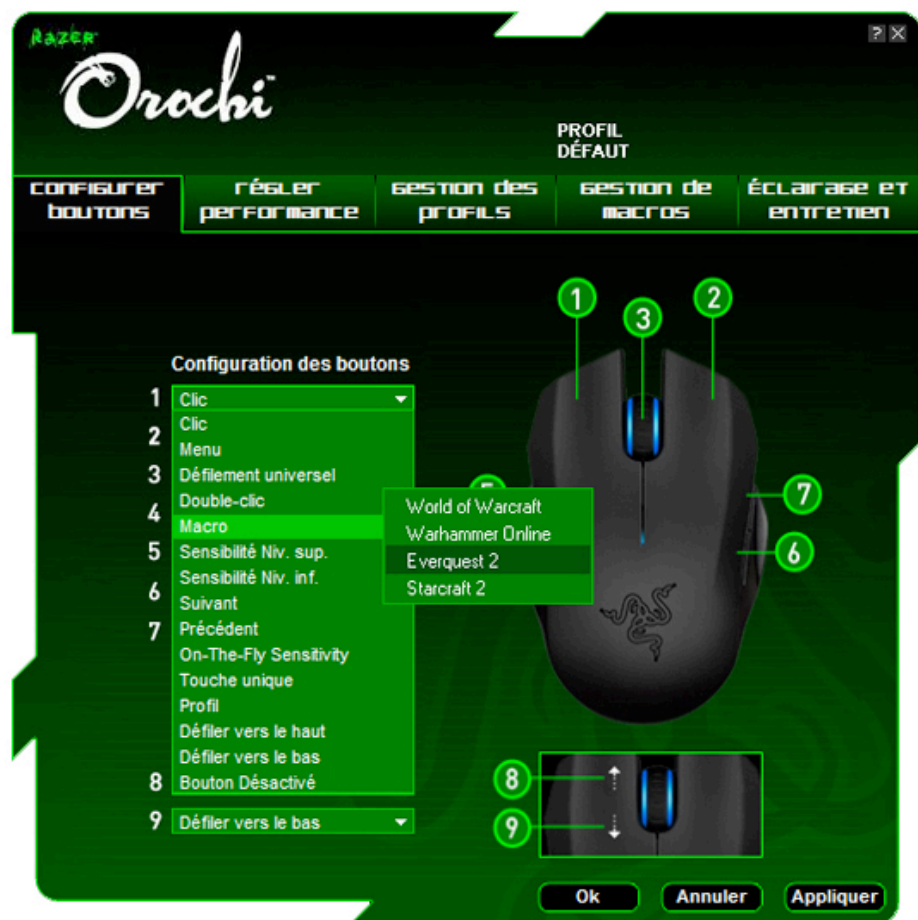 Razer
Orochi™
? X
PROFIL
DÉFAUT
configurer
boutons
régler
performance
gestion des
profils
gestion de
macros
éclairage et
entretien
1
2
3
Configuration des boutons
1 Clic
Clic
2
Menu
3 Défilement universel
Double-clic
4
Macro
World of Warcraft
Warhammer Online
Everquest 2
Starcraft 2
5 Sensibilité Niv. sup.
Sensibilité Niv. inf.
6
Suivant
7 Précédent
On-The-Fly Sensitivity
Touche unique
Profil
Défiler vers le haut
Défiler vers le bas
8 Bouton Désactivé
9 Défiler vers le bas
5
7
6
8
9
Ok
Annuler
Appliquer